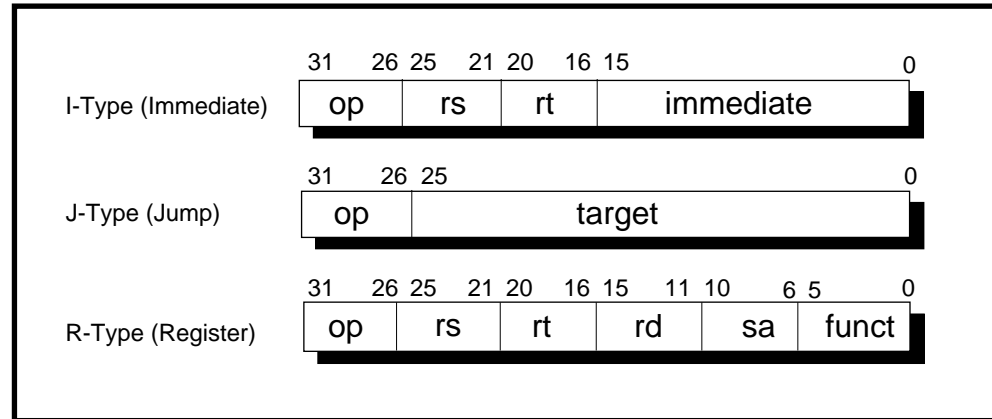 31 26 25 21 20 16 15 0
I-Type (Immediate) op rs rt immediate
31 26 25 0
J-Type (Jump) op target
31 26 25 21 20 16 15 11 10 6 5 0
R-Type (Register) op rs rt rd sa funct